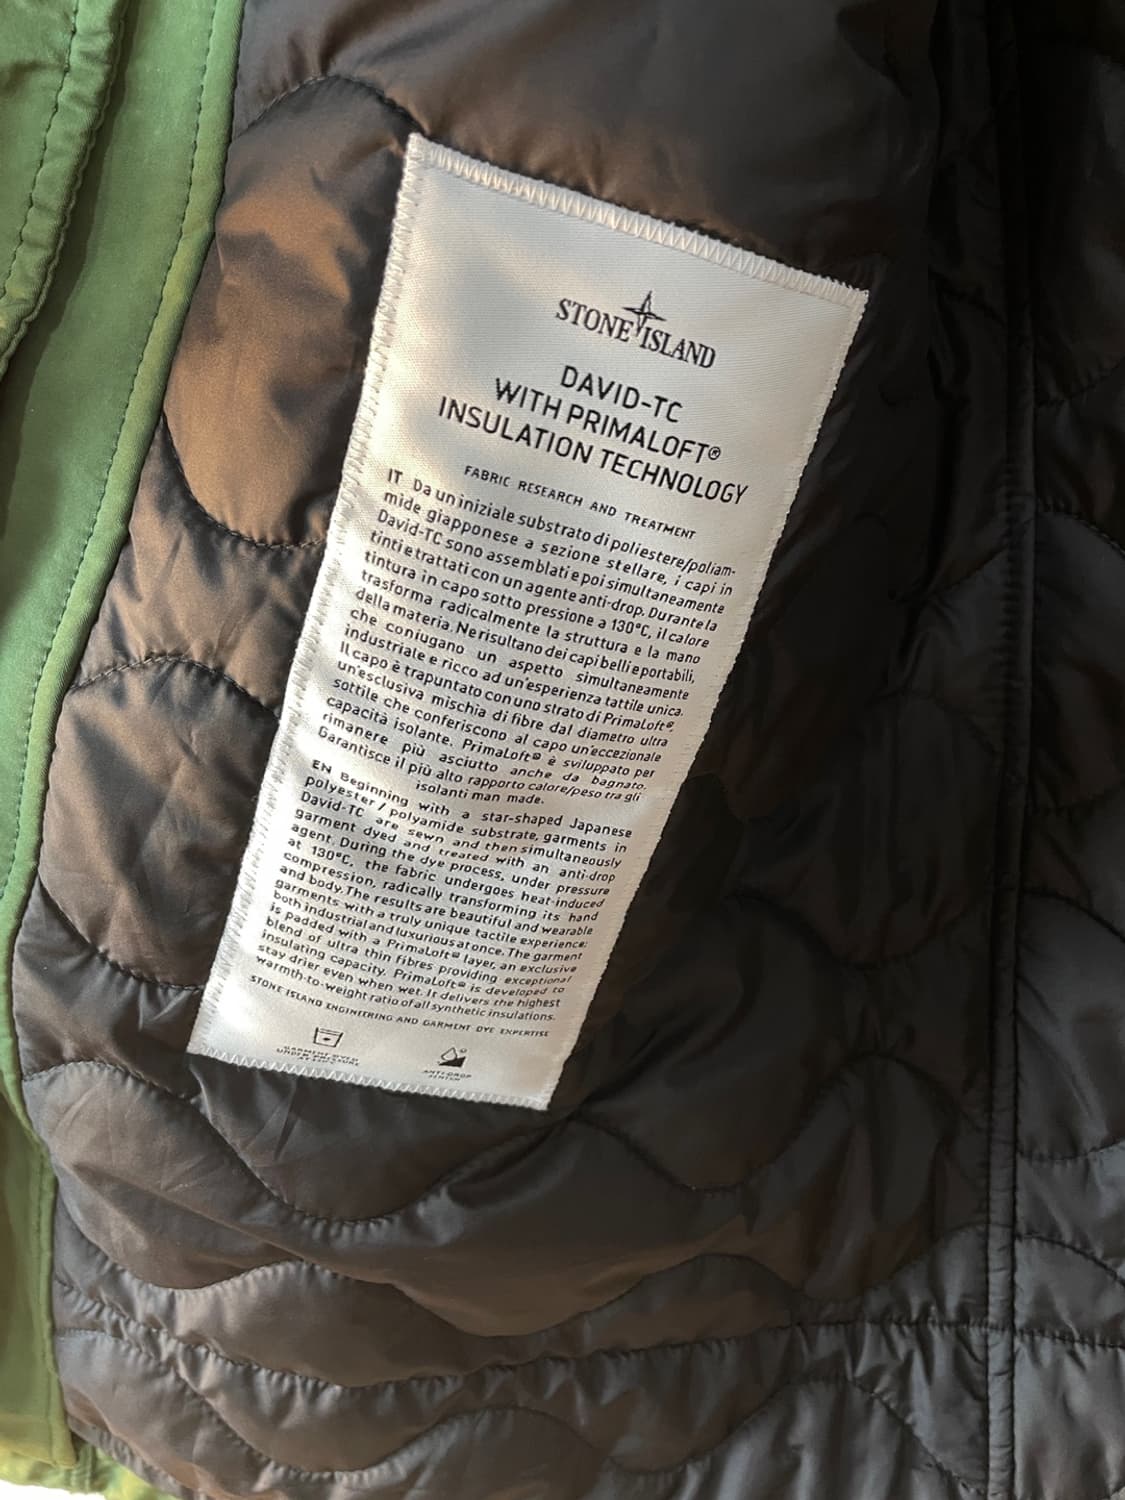 STONE ISLAND
DAVID-TC
WITH PRIMALOFT®
INSULATION TECHNOLOGY
FABRIC RESEARCH AND TREATMENT
IT Da un iniziale substrato di poliestere/poliam-
mide giapponese a sezione stellare, i capi in
David-TC sono assemblati e poi simultaneamente
tinti e trattati con un agente anti-drop. Durante la
tintura in capo sotto pressione a 130°C, il calore
trasforma radicalmente la struttura e la mano
della materia. Ne risultano dei capi belli e portabili,
che coniugano un aspetto simultaneamente
industriale e ricco ad un'esperienza tattile unica.
Il capo è trapuntato con uno strato di PrimaLoft®,
un'esclusiva mischia di fibre dal diametro ultra
sottile che conferiscono al capo un'eccezionale
capacità isolante. PrimaLoft® è sviluppato per
rimanere più asciutto anche da bagnato.
Garantisce il più alto rapporto calore/peso tra gli
isolanti man made.
EN Beginning with a star-shaped Japanese
polyester / polyamide substrate, garments in
David-TC are sewn and then simultaneously
garment dyed and treated with an anti-drop
agent. During the dye process, under pressure
at 130°C, the fabric undergoes heat-induced
compression, radically transforming its hand
and body. The results are beautiful and wearable
garments with a truly unique tactile experience:
both industrial and luxurious at once. The garment
is padded with a PrimaLoft® layer, an exclusive
blend of ultra thin fibres providing exceptional
insulating capacity. PrimaLoft® is developed to
stay drier even when wet. It delivers the highest
warmth-to-weight ratio of all synthetic insulations.
STONE ISLAND ENGINEERING AND GARMENT DYE EXPERTISE
GARMENT DYED
UNDER
ANTI-DROP